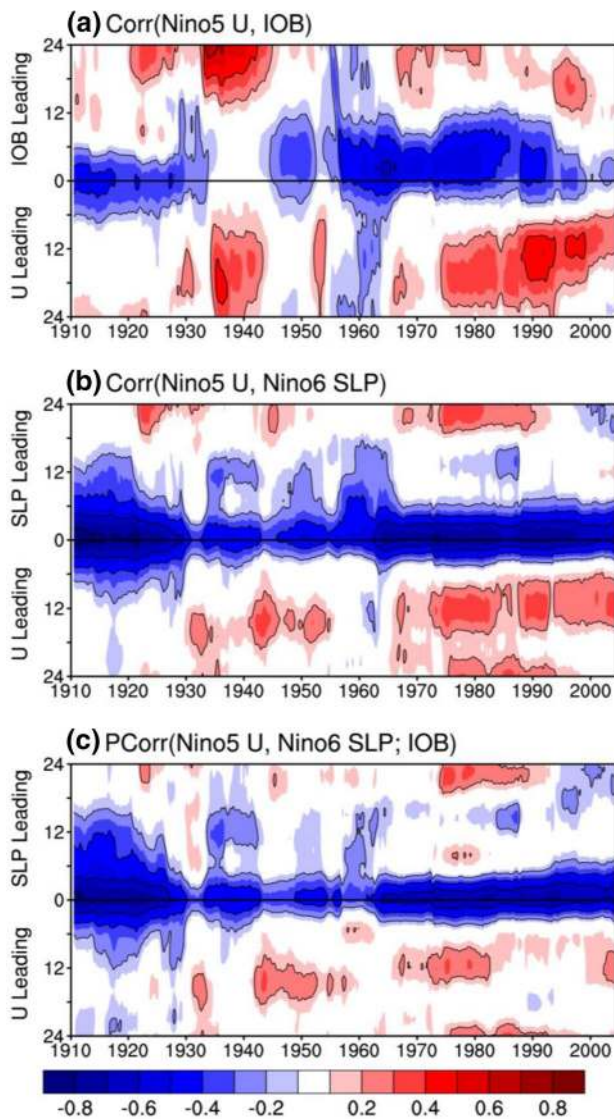 (a) Corr(Nino5 U, IOB)
24
12
0
12
24
IOB Leading
U Leading
1910 1920 1930 1940 1950 1960 1970 1980 1990 2000
(b) Corr(Nino5 U, Nino6 SLP)
24
12
0
12
24
SLP Leading
U Leading
1910 1920 1930 1940 1950 1960 1970 1980 1990 2000
(c) PCorr(Nino5 U, Nino6 SLP; IOB)
24
12
0
12
24
SLP Leading
U Leading
1910 1920 1930 1940 1950 1960 1970 1980 1990 2000
-0.8 -0.6 -0.4 -0.2 0.2 0.4 0.6 0.8